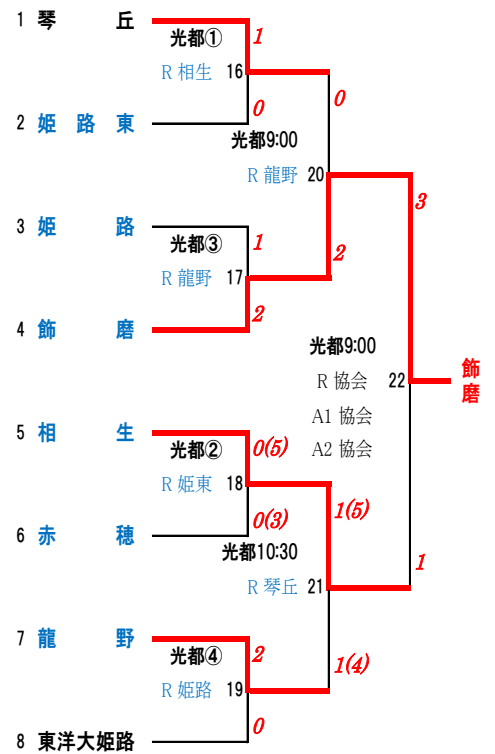 1 琴 丘
光都① 1
R 相生 16
0
0
2 姫 路 東
光都9:00
R 龍野 20
3
3 姫 路
光都③ 1
2
R 龍野 17
4 飾 磨
2
光都9:00
R 協会 22
飾磨
A1 協会
A2 協会
5 相 生
光都② 0(5)
R 姫東 18
1(5)
0(3)
6 赤 穂
光都10:30
1
R 琴丘 21
7 龍 野
光都④ 2
1(4)
R 姫路 19
0
8 東洋大姫路